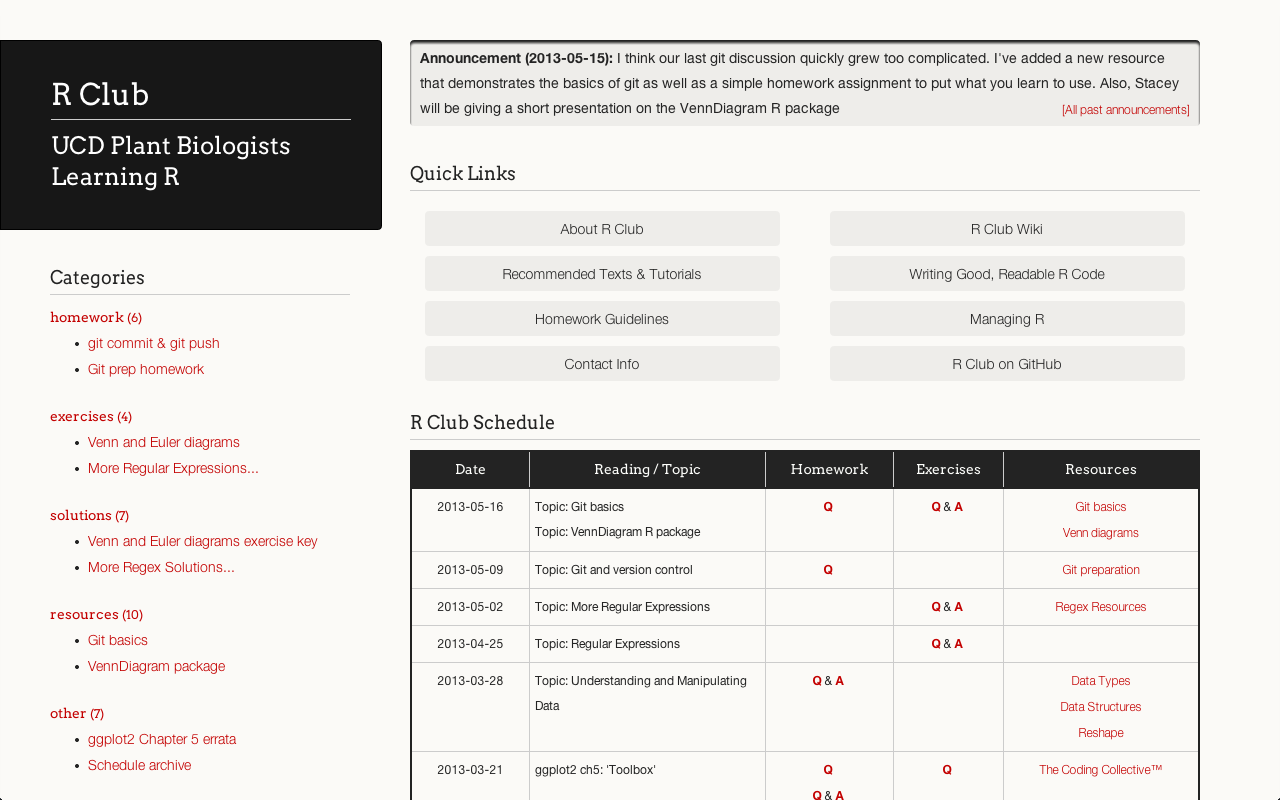 R Club
UCD Plant Biologists
Learning R
Categories
homework (6)
• git commit & git push
• Git prep homework
exercises (4)
• Venn and Euler diagrams
• More Regular Expressions...
solutions (7)
• Venn and Euler diagrams exercise key
• More Regex Solutions...
resources (10)
• Git basics
• VennDiagram package
other (7)
• ggplot2 Chapter 5 errata
• Schedule archive
Announcement (2013-05-15): I think our last git discussion quickly grew too complicated. I've added a new resource
that demonstrates the basics of git as well as a simple homework assignment to put what you learn to use. Also, Stacey
will be giving a short presentation on the VennDiagram R package [All past announcements]
Quick Links
About R Club R Club Wiki
Recommended Texts & Tutorials Writing Good, Readable R Code
Homework Guidelines Managing R
Contact Info R Club on GitHub
R Club Schedule
Date Reading / Topic Homework Exercises Resources
2013-05-16 Topic: Git basics Q Q & A Git basics
Topic: VennDiagram R package Venn diagrams
2013-05-09 Topic: Git and version control Q Git preparation
2013-05-02 Topic: More Regular Expressions Q & A Regex Resources
2013-04-25 Topic: Regular Expressions Q & A
2013-03-28 Topic: Understanding and Manipulating Q & A Data Types
Data Data Structures
Reshape
2013-03-21 ggplot2 ch5: 'Toolbox' Q Q The Coding Collective™
Q & A